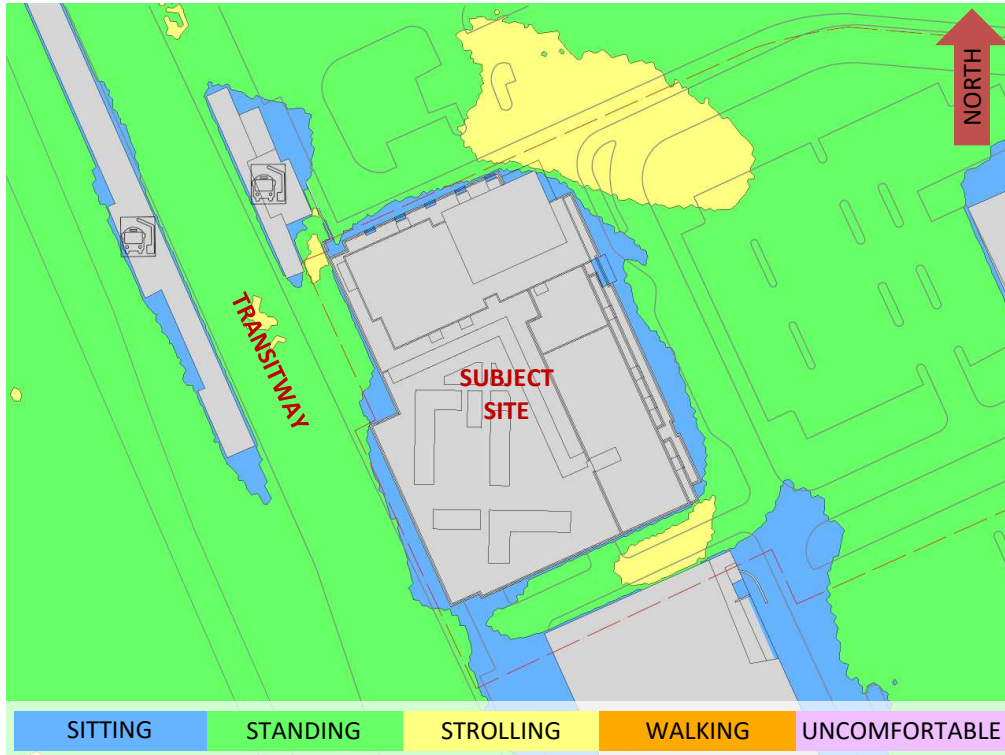 NORTH
TRANSITWAY
SUBJECT
SITE
SITTING
STANDING
STROLLING
WALKING
UNCOMFORTABLE